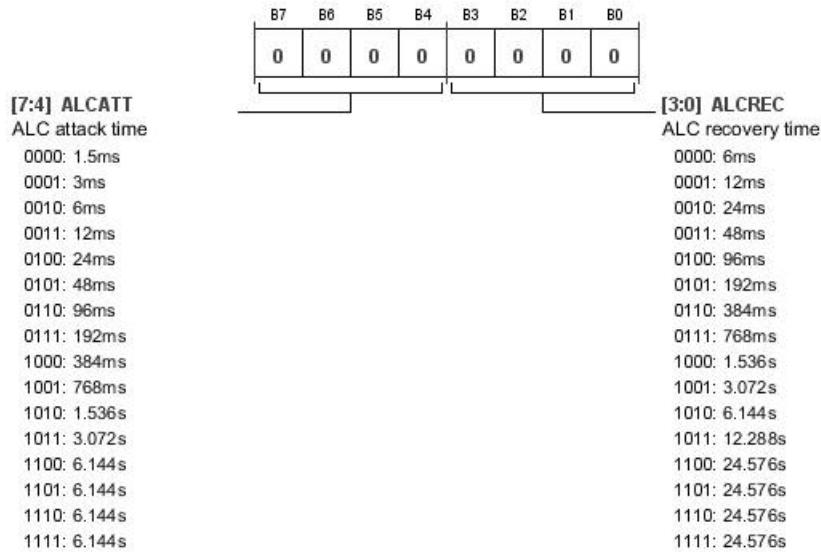 B7 B6 B5 B4 B3 B2 B1 B0
0 0 0 0 0 0 0 0
[7:4] ALCATT
ALC attack time
0000: 1.5ms
0001: 3ms
0010: 6ms
0011: 12ms
0100: 24ms
0101: 48ms
0110: 96ms
0111: 192ms
1000: 384ms
1001: 768ms
1010: 1.536s
1011: 3.072s
1100: 6.144s
1101: 6.144s
1110: 6.144s
1111: 6.144s
[3:0] ALCREC
ALC recovery time
0000: 6ms
0001: 12ms
0010: 24ms
0011: 48ms
0100: 96ms
0101: 192ms
0110: 384ms
0111: 768ms
1000: 1.536s
1001: 3.072s
1010: 6.144s
1011: 12.288s
1100: 24.576s
1101: 24.576s
1110: 24.576s
1111: 24.576s